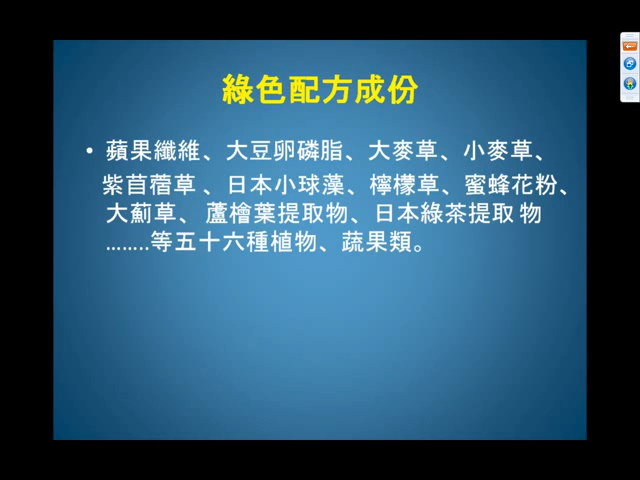 綠色配方成份
• 蘋果纖維、大豆卵磷脂、大麥草、小麥草、
紫苜蓿草 、日本小球藻、檸檬草、蜜蜂花粉、
大薊草、 蘆檜葉提取物、日本綠茶提取 物
........等五十六種植物、蔬果類。